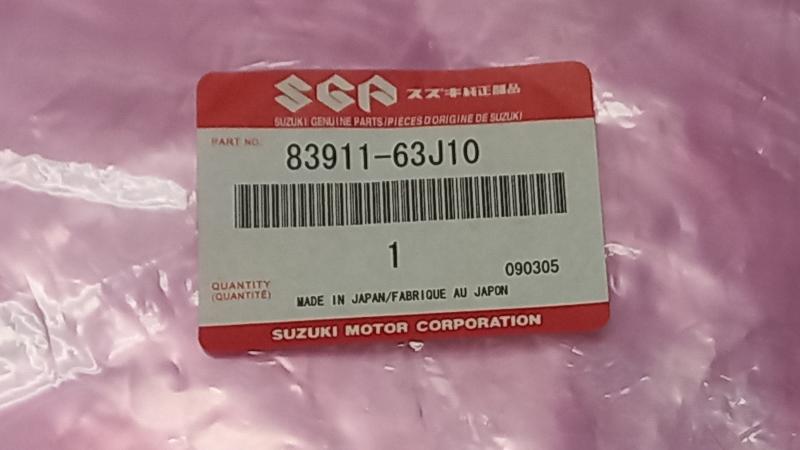 SGP スズキ純正部品
SUZUKI GENUINE PARTS/PIECES D'ORIGINE DE SUZUKI
PART NO.
83911-63J10
1
090305
QUANTITY
(QUANTITÉ)
MADE IN JAPAN/FABRIQUE AU JAPON
SUZUKI MOTOR CORPORATION